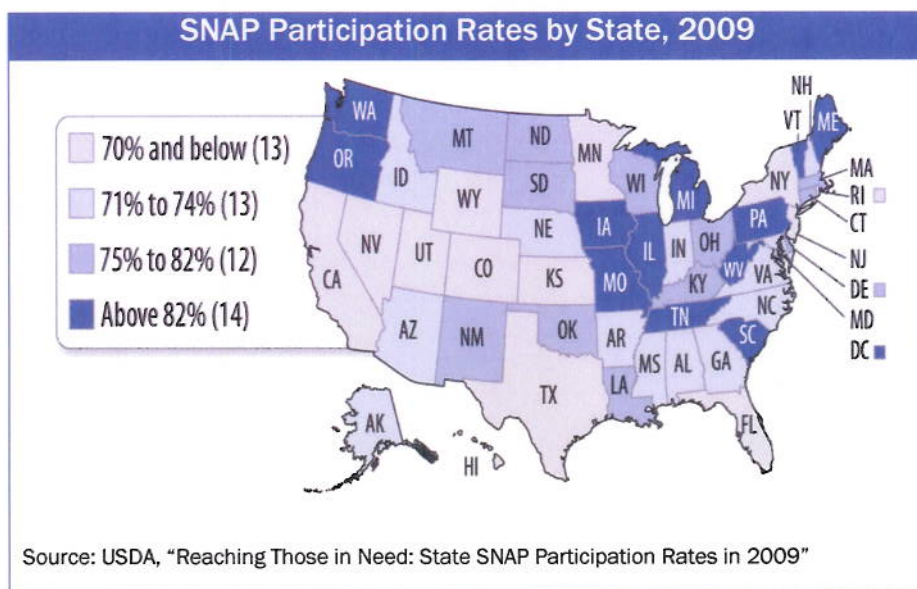 SNAP Participation Rates by State, 2009
70% and below (13)
71% to 74% (13)
75% to 82% (12)
Above 82% (14)
WA
OR
CA
NV
ID
MT
WY
UT
AZ
CO
NM
ND
SD
NE
KS
OK
TX
MN
IA
MO
AR
LA
WI
IL
MI
IN
OH
KY
TN
MS
AL
GA
FL
SC
NC
VA
WV
PA
NY
VT
NH
ME
MA
RI
CT
NJ
DE
MD
DC
AK
HI
Source: USDA, “Reaching Those in Need: State SNAP Participation Rates in 2009”